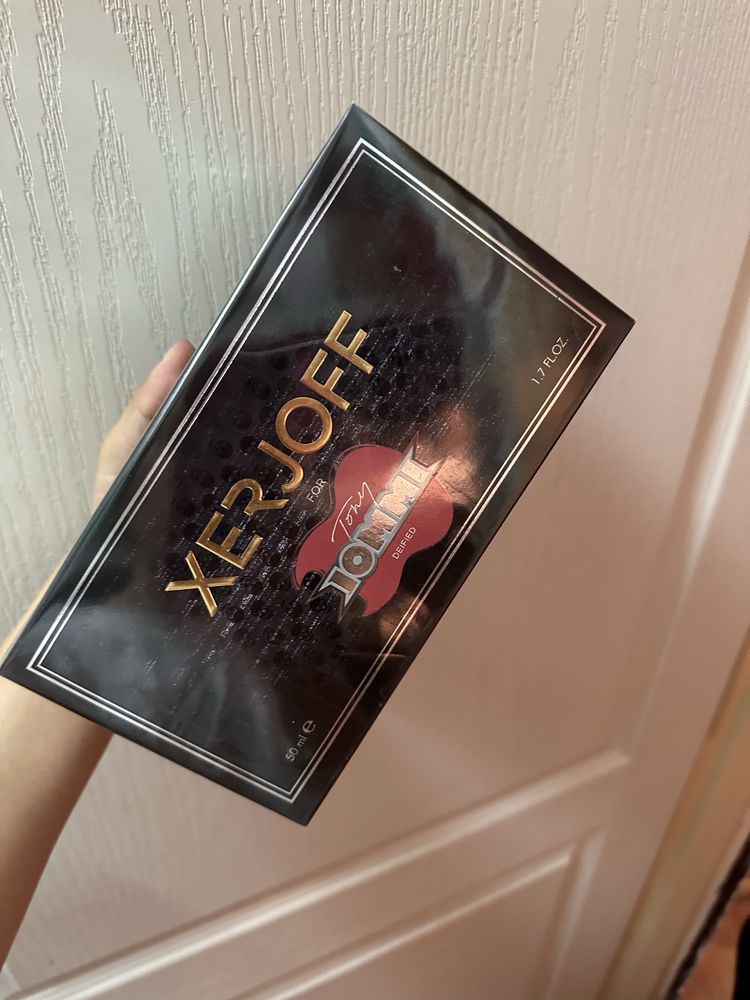 XERJOFF
FOR
Tony
IOMMI
DEIFIED
50 ml ℮
1.7 FL.OZ.